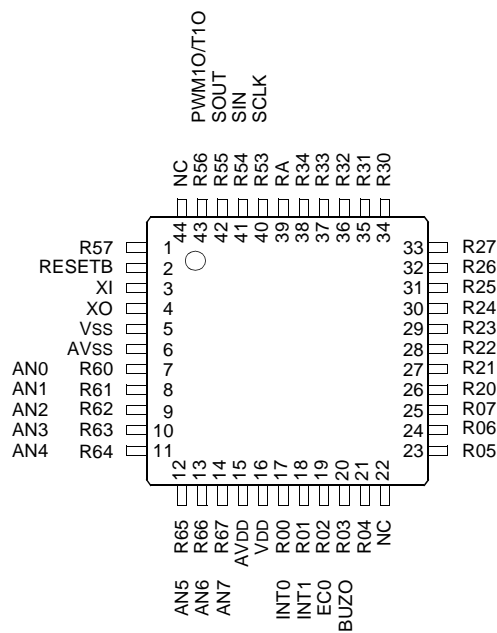 PWM1O/T1O
SOUT
SIN
SCLK
NC
R56
R55
R54
R53
RA
R34
R33
R32
R31
R30
44
43
42
41
40
39
38
37
36
35
34
R57 1
RESETB 2
XI 3
XO 4
VSS 5
AVSS 6
AN0 R60 7
AN1 R61 8
AN2 R62 9
AN3 R63 10
AN4 R64 11
33 R27
32 R26
31 R25
30 R24
29 R23
28 R22
27 R21
26 R20
25 R07
24 R06
23 R05
12
13
14
15
16
17
18
19
20
21
22
R65
R66
R67
AVDD
VDD
R00
R01
R02
R03
R04
NC
AN5
AN6
AN7
INT0
INT1
EC0
BUZO